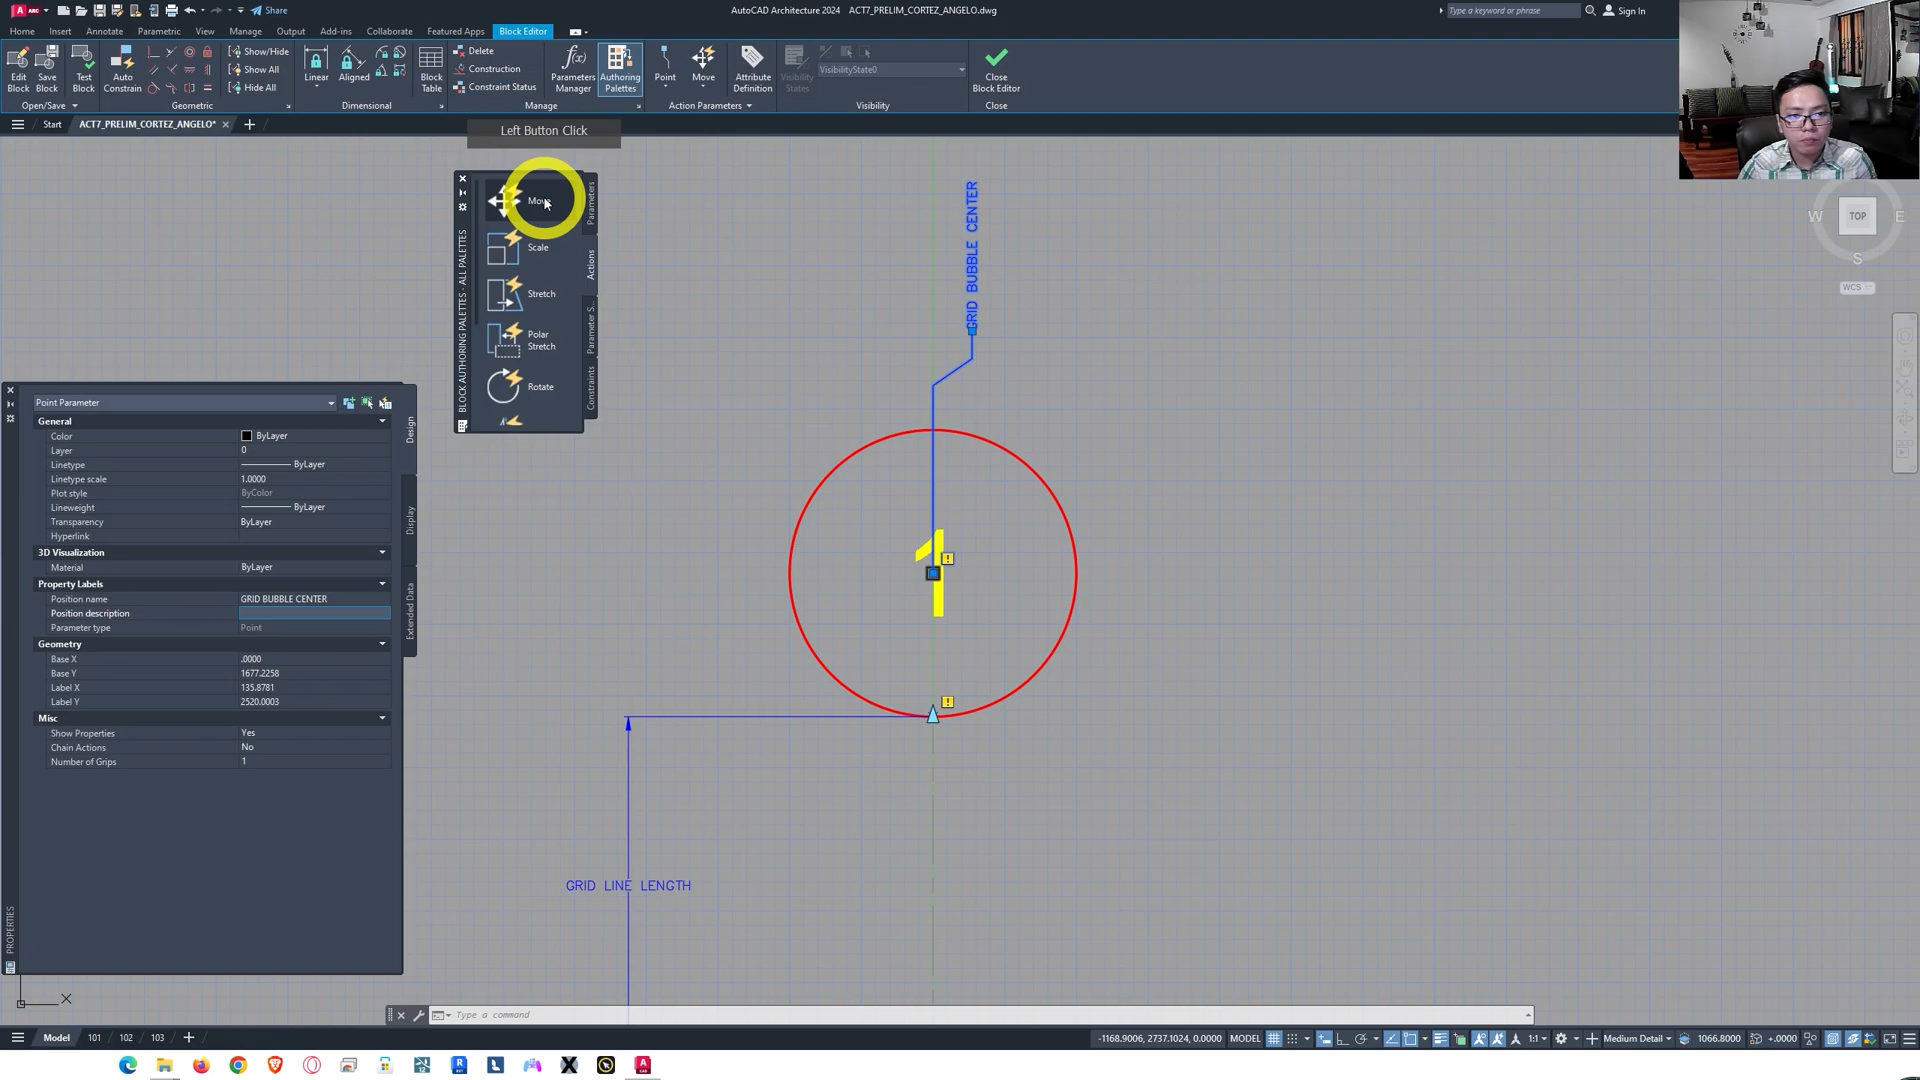 ARC
Share
AutoCAD Architecture 2024 ACT7_PRELIM_CORTEZ_ANGELO.dwg
Type a keyword or phrase
Sign In
Home Insert Annotate Parametric View Manage Output Add-ins Collaborate Featured Apps Block Editor
Edit Block
Save Block
Test Block
Auto Constrain
Show/Hide
Show All
Hide All
Linear
Aligned
Block Table
Delete
Construction
Constraint Status
Parameters Manager
Authoring Palettes
Point
Move
Attribute Definition
Visibility States
VisibilityState0
Close Block Editor
Open/Save Geometric Dimensional Manage Action Parameters Visibility Close
Start ACT7_PRELIM_CORTEZ_ANGELO*
Left Button Click
Move
Scale
Stretch
Polar Stretch
Rotate
Parameters
Actions
Parameter S...
Constraints
BLOCK AUTHORING PALETTES - ALL PALETTES
GRID BUBBLE CENTER
1
GRID LINE LENGTH
W TOP E
S
WCS
Point Parameter
General
Color ByLayer
Layer 0
Linetype ByLayer
Linetype scale 1.0000
Plot style ByColor
Lineweight ByLayer
Transparency ByLayer
Hyperlink
3D Visualization
Material ByLayer
Property Labels
Position name GRID BUBBLE CENTER
Position description
Parameter type Point
Geometry
Base X .0000
Base Y 1677.2258
Label X 135.8781
Label Y 2520.0003
Misc
Show Properties Yes
Chain Actions No
Number of Grips 1
Design
Display
Extended Data
PROPERTIES
X
Type a command
Model 101 102 103
-1168.9006, 2737.1024, 0.0000 MODEL 1:1 Medium Detail 1066.8000 +.0000